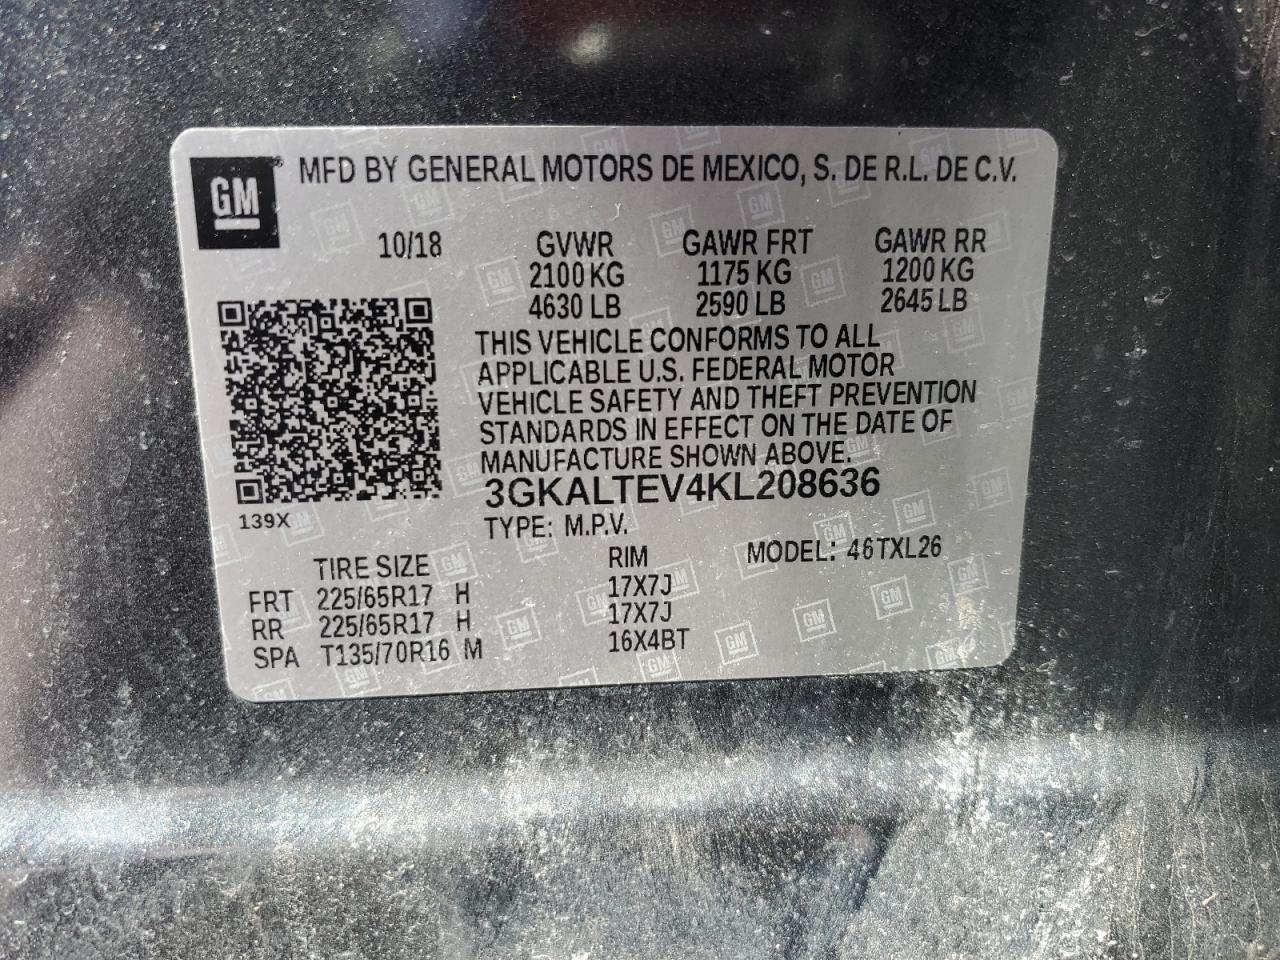 GM
MFD BY GENERAL MOTORS DE MEXICO, S. DE R.L. DE C.V.
10/18 GVWR GAWR FRT GAWR RR
2100 KG 1175 KG 1200 KG
4630 LB 2590 LB 2645 LB
THIS VEHICLE CONFORMS TO ALL
APPLICABLE U.S. FEDERAL MOTOR
VEHICLE SAFETY AND THEFT PREVENTION
STANDARDS IN EFFECT ON THE DATE OF
MANUFACTURE SHOWN ABOVE.
3GKALTEV4KL208636
139X
TYPE: M.P.V.
TIRE SIZE RIM MODEL: 46TXL26
FRT 225/65R17 H 17X7J
RR 225/65R17 H 17X7J
SPA T135/70R16 M 16X4BT